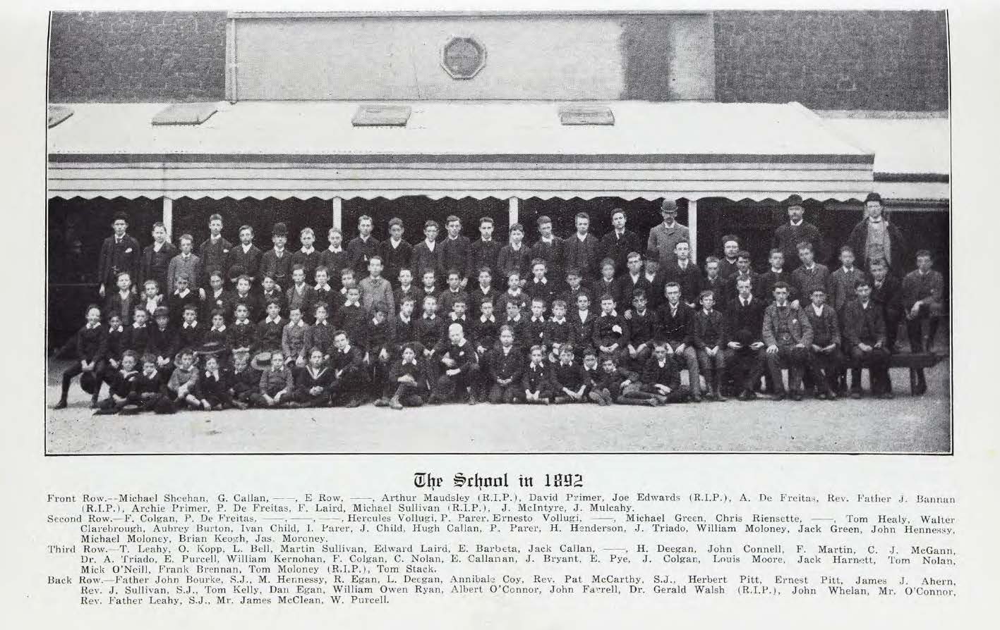 The School in 1892
Front Row.--Michael Sheehan, G. Callan, ——, E Row, ——, Arthur Maudsley (R.I.P.), David Primer, Joe Edwards (R.I.P.), A. De Freitas, Rev. Father J. Bannan
(R.I.P.), Archie Primer, P. De Freitas, F. Laird, Michael Sullivan (R.I.P.), J. McIntyre, J. Mulcahy.
Second Row.—F. Colgan, P. De Freitas, ——, ——, ——, Hercules Vollugi, P. Parer, Ernesto Vollugi, ——, Michael Green, Chris Riensette, ——, Tom Healy, Walter
Clarebrough, Aubrey Burton, Ivan Child, I. Parer, J. Child, Hugh Callan, P. Parer, H. Henderson, J. Triado, William Moloney, Jack Green, John Hennessy,
Michael Moloney, Brian Keogh, Jas. Moroney.
Third Row.—T. Leahy, O. Kopp, L. Bell, Martin Sullivan, Edward Laird, E. Barbeta, Jack Callan, ——, H. Deegan, John Connell, F. Martin, C. J. McGann,
Dr. A. Triado, E. Purcell, William Kernohan, F. Colgan, C. Nolan, E. Callanan, J. Bryant, E. Pye, J. Colgan, Louis Moore, Jack Harnett, Tom Nolan,
Mick O'Neill, Frank Brennan, Tom Moloney (R.I.P.), Tom Stack.
Back Row.—Father John Bourke, S.J., M. Hennessy, R. Egan, L. Deegan, Annibale Coy, Rev. Pat McCarthy, S.J., Herbert Pitt, Ernest Pitt, James J. Ahern,
Rev. J. Sullivan, S.J., Tom Kelly, Dan Egan, William Owen Ryan, Albert O'Connor, John Farrell, Dr. Gerald Walsh (R.I.P.), John Whelan, Mr. O'Connor,
Rev. Father Leahy, S.J., Mr. James McClean, W. Purcell.